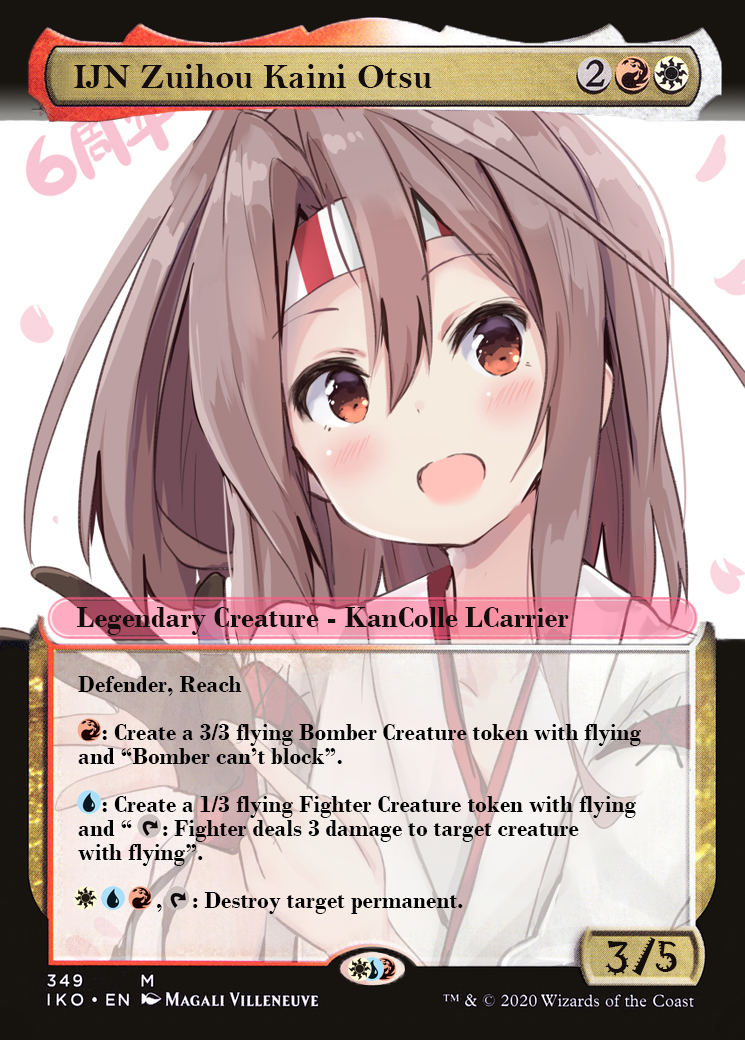 IJN Zuihou Kaini Otsu 2
6周年
Legendary Creature - KanColle LCarrier
Defender, Reach
: Create a 3/3 flying Bomber Creature token with flying
and “Bomber can’t block”.
: Create a 1/3 flying Fighter Creature token with flying
and “ : Fighter deals 3 damage to target creature
with flying”.
, : Destroy target permanent.
3/5
349 M
IKO • EN MAGALI VILLENEUVE ™ & © 2020 Wizards of the Coast